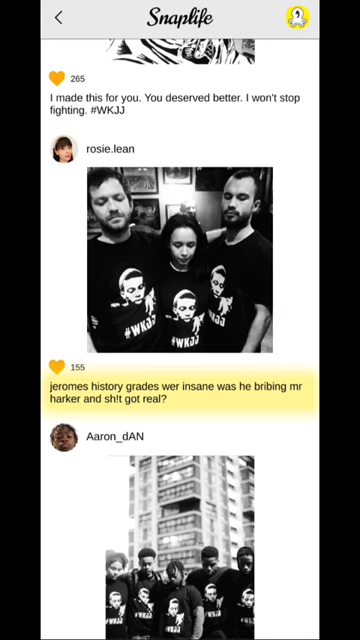 Snaplife
265
I made this for you. You deserved better. I won't stop
fighting. #WKJJ
rosie.lean
#WKJJ
#WKJJ
155
jeromes history grades wer insane was he bribing mr
harker and sh!t got real?
Aaron_dAN